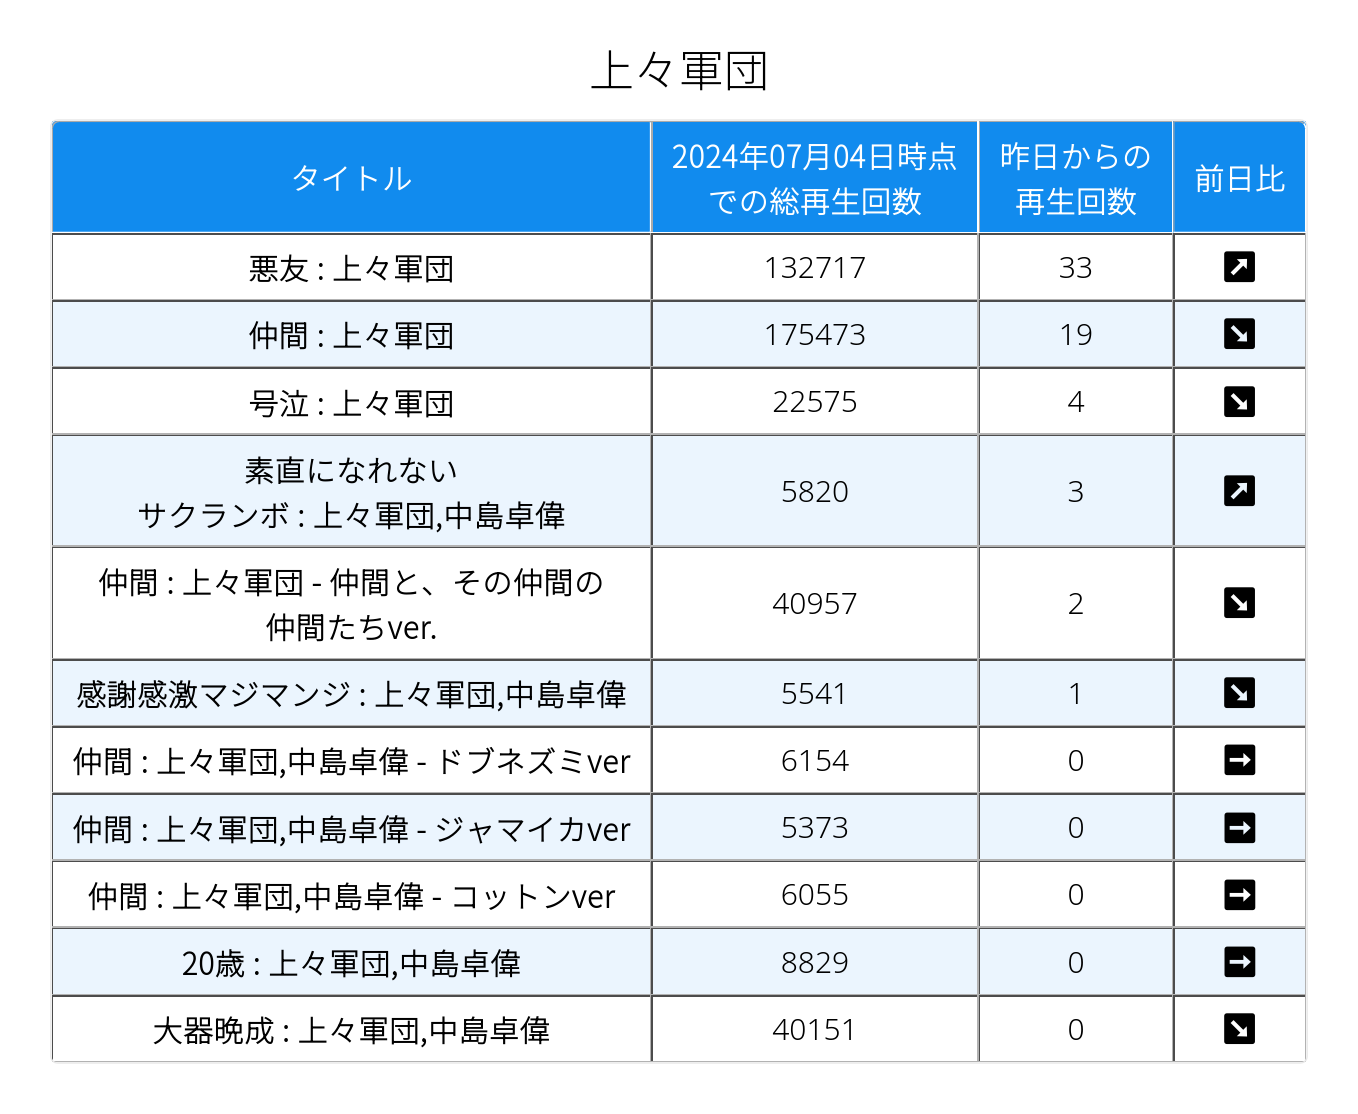 上々軍団
タイトル
2024年07月04日時点
での総再生回数
昨日からの
再生回数
前日比
悪友 : 上々軍団
132717
33
仲間 : 上々軍団
175473
19
号泣 : 上々軍団
22575
4
素直になれない
サクランボ : 上々軍団,中島卓偉
5820
3
仲間 : 上々軍団 - 仲間と、その仲間の
仲間たちver.
40957
2
感謝感激マジマンジ : 上々軍団,中島卓偉
5541
1
仲間 : 上々軍団,中島卓偉 - ドブネズミver
6154
0
仲間 : 上々軍団,中島卓偉 - ジャマイカver
5373
0
仲間 : 上々軍団,中島卓偉 - コットンver
6055
0
20歳 : 上々軍団,中島卓偉
8829
0
大器晩成 : 上々軍団,中島卓偉
40151
0